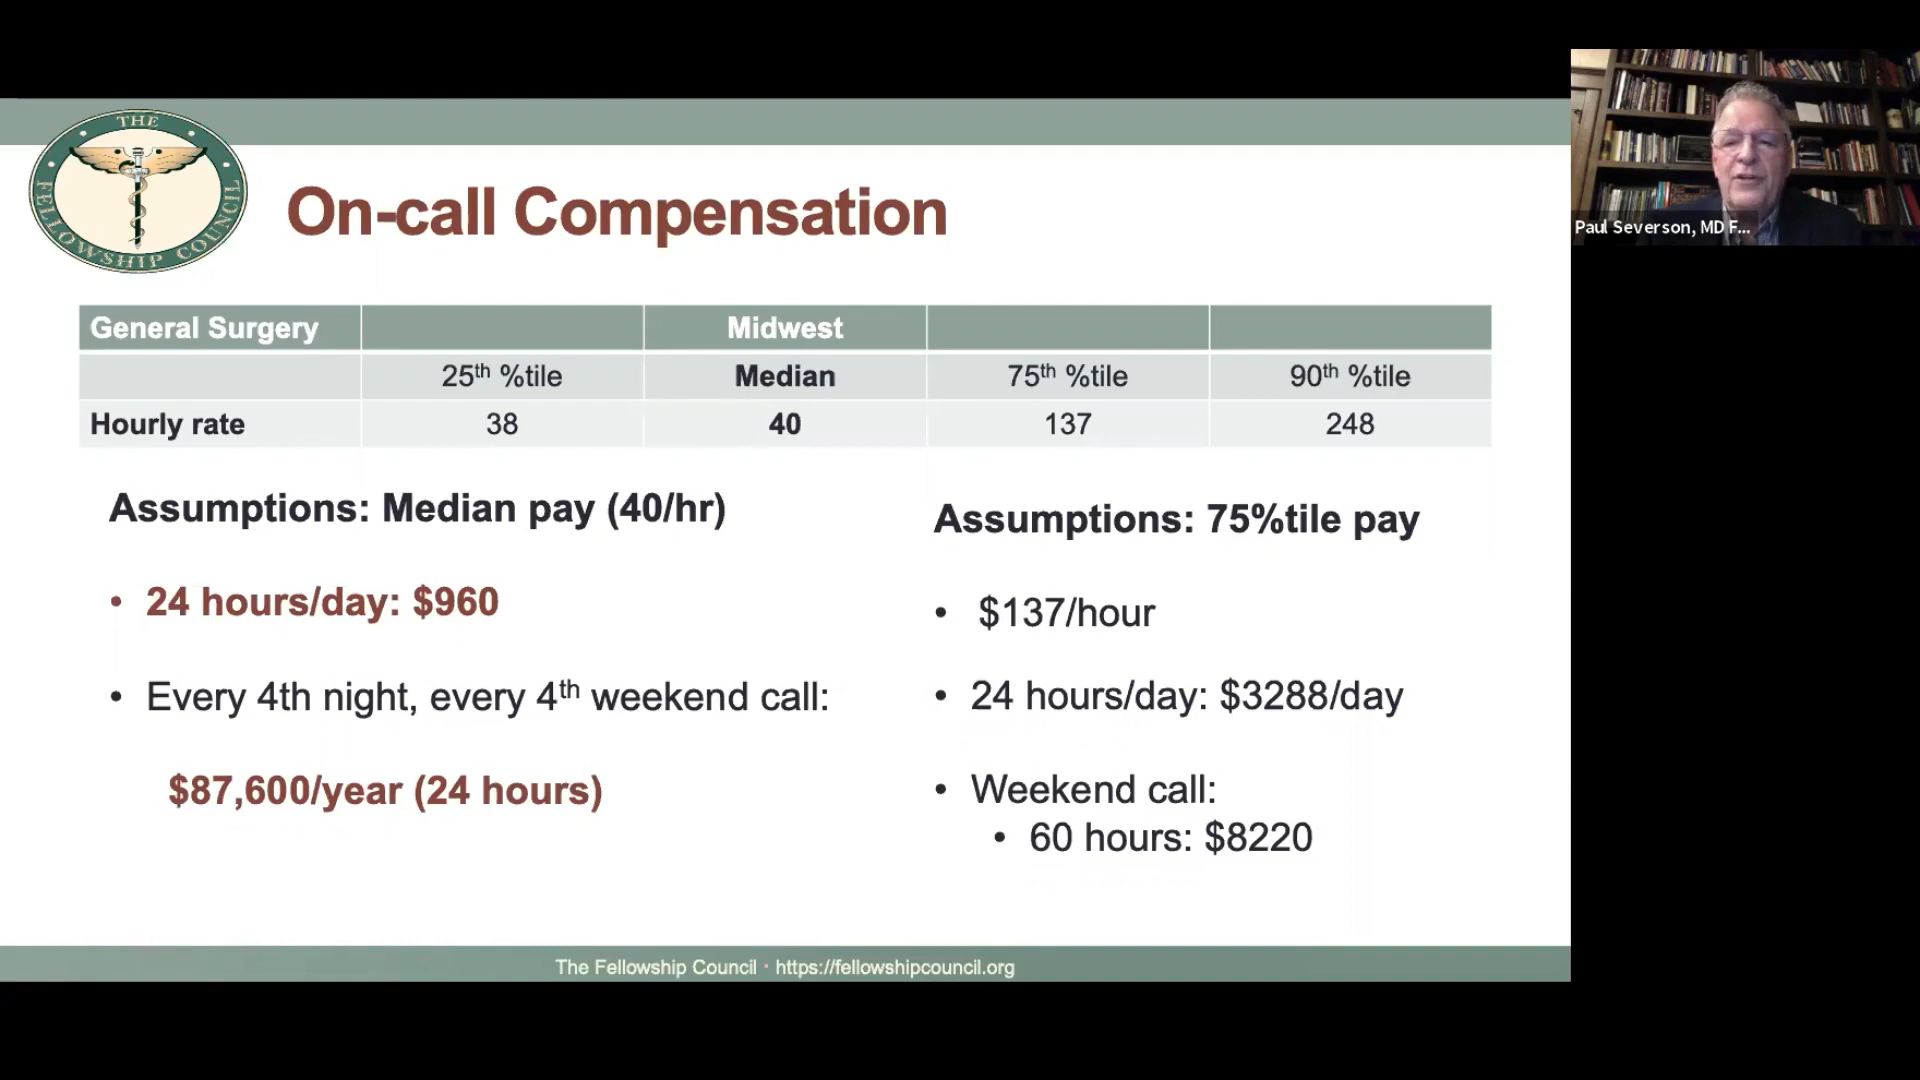 THE
FELLOWSHIP COUNCIL
On-call Compensation
General Surgery Midwest
25th %tile Median 75th %tile 90th %tile
Hourly rate 38 40 137 248
Assumptions: Median pay (40/hr)
• 24 hours/day: $960
• Every 4th night, every 4th weekend call:
$87,600/year (24 hours)
Assumptions: 75%tile pay
• $137/hour
• 24 hours/day: $3288/day
• Weekend call:
• 60 hours: $8220
The Fellowship Council · https://fellowshipcouncil.org
Paul Severson, MD F...